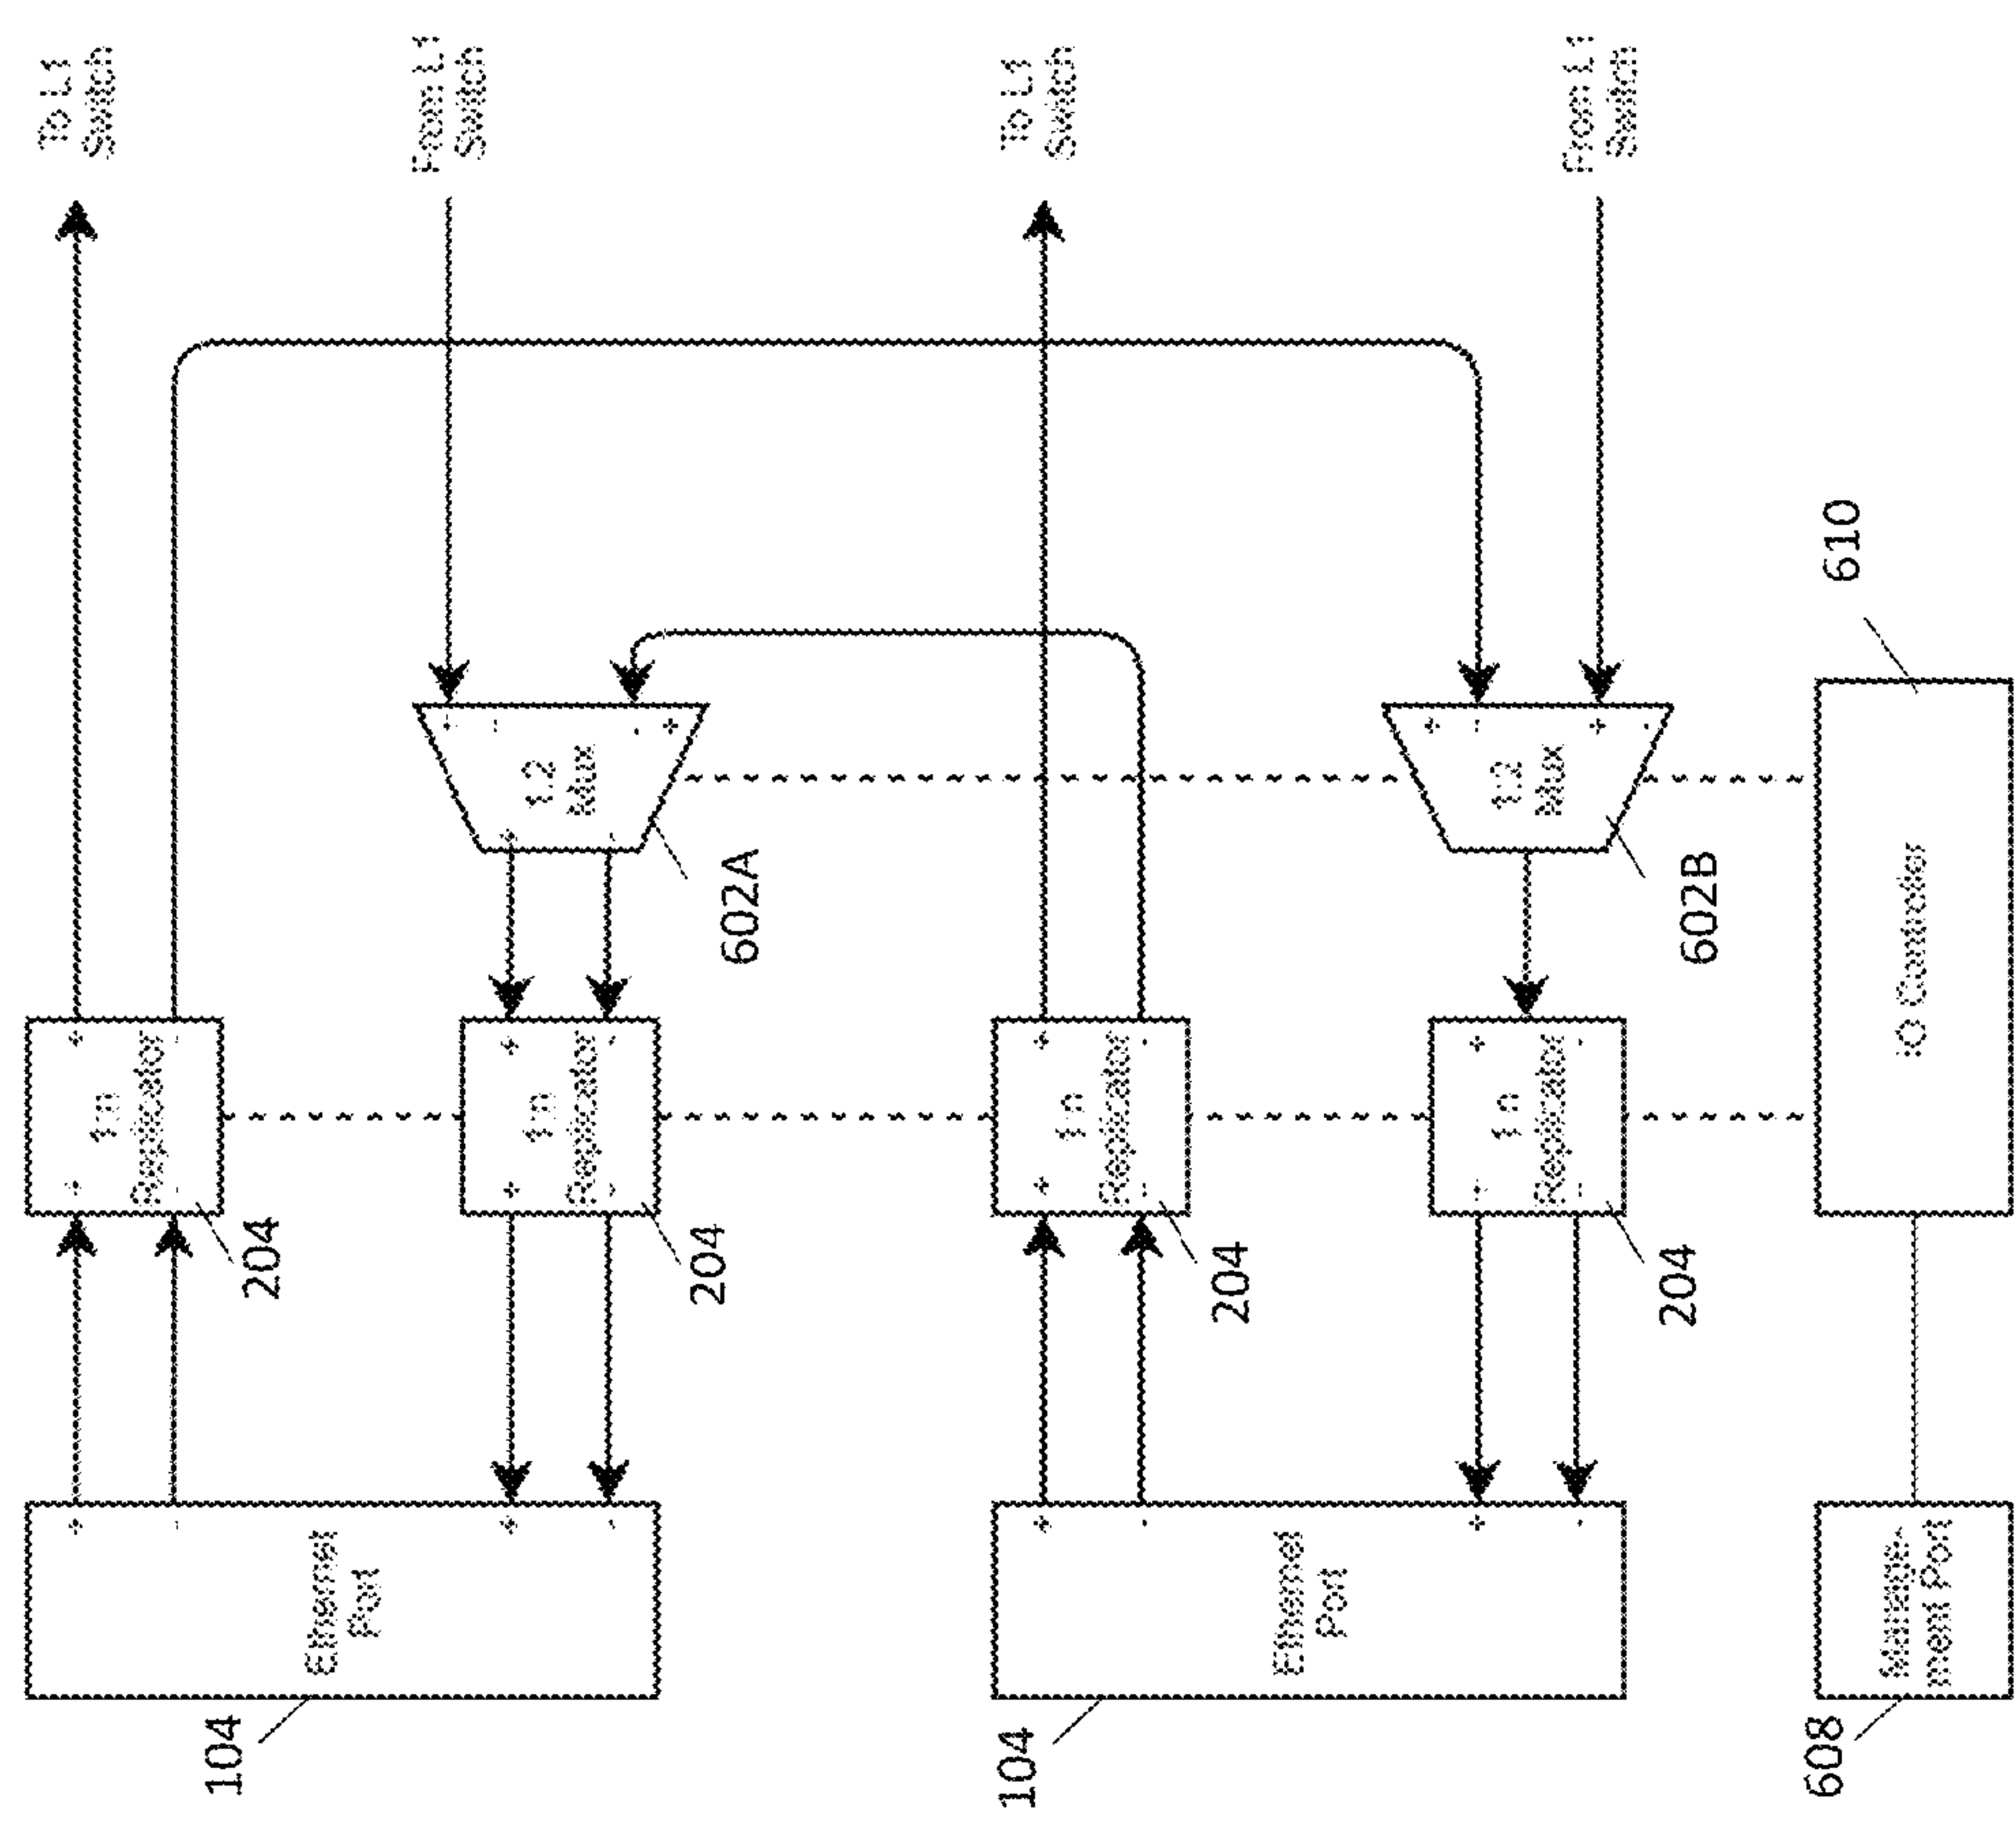 To L1
Switch
From L1
Switch
To L1
Switch
From L1
Switch
1:n
Replicator
204
1:n
Replicator
204
1:2
Mux
602A
1:n
Replicator
204
1:n
Replicator
204
1:2
Mux
602B
Ethernet
Port
104
Ethernet
Port
104
Manage-
ment Port
608
IO Controller
610